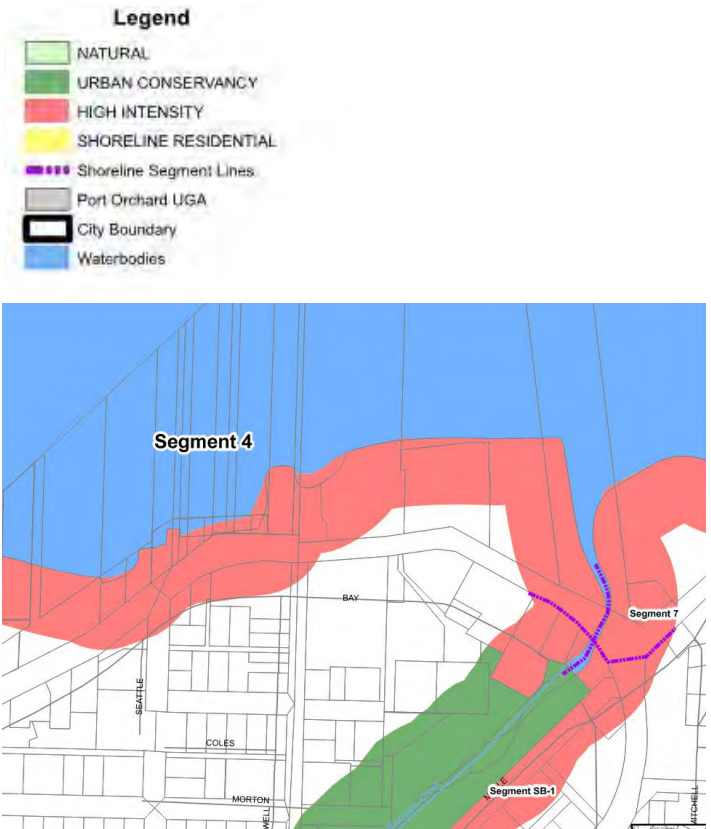 Legend
NATURAL
URBAN CONSERVANCY
HIGH INTENSITY
SHORELINE RESIDENTIAL
Shoreline Segment Lines
Port Orchard UGA
City Boundary
Waterbodies
Segment 4
BAY
Segment 7
SEATTLE
COLES
Segment SB-1
MORTON
MITCHELL